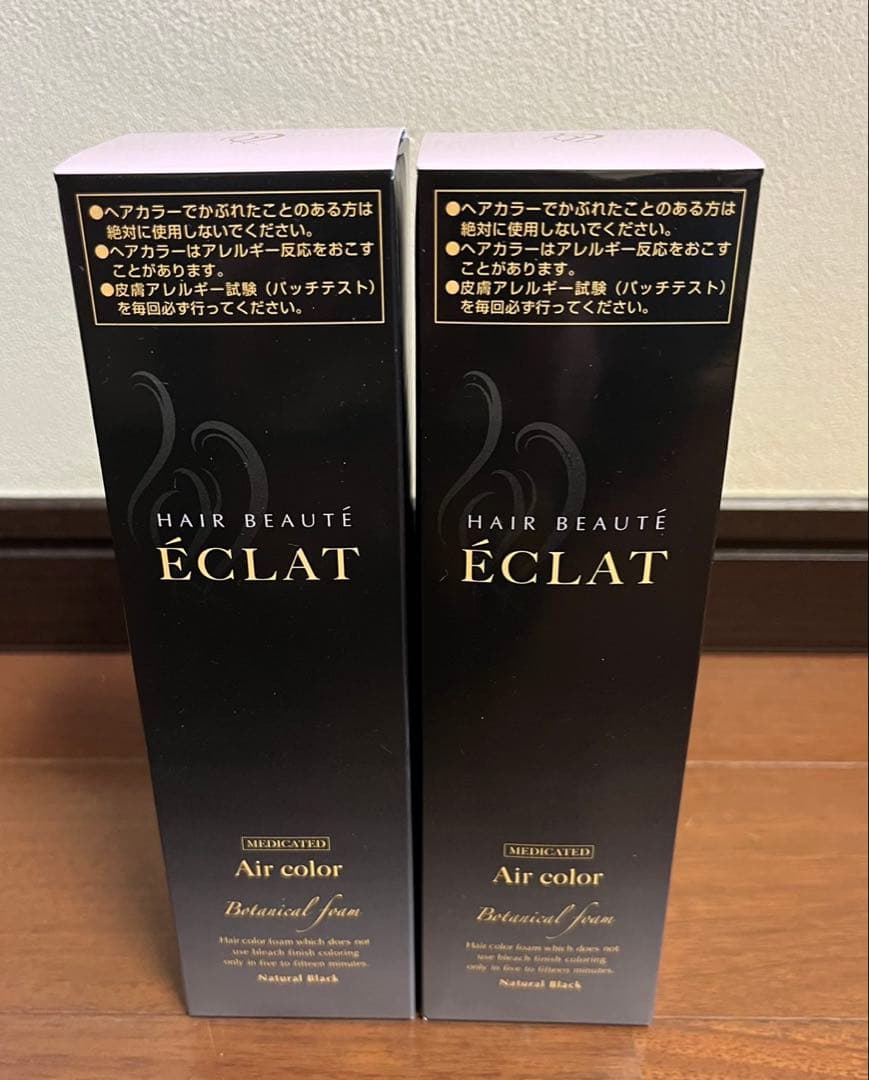 ●ヘアカラーでかぶれたことのある方は
絶対に使用しないでください。
●ヘアカラーはアレルギー反応をおこす
ことがあります。
●皮膚アレルギー試験（パッチテスト）
を毎回必ず行ってください。
HAIR BEAUTÉ
ÉCLAT
MEDICATED
Air color
Botanical foam
Hair color foam which does not
use bleach finish coloring
only in five to fifteen minutes.
Natural Black
●ヘアカラーでかぶれたことのある方は
絶対に使用しないでください。
●ヘアカラーはアレルギー反応をおこす
ことがあります。
●皮膚アレルギー試験（パッチテスト）
を毎回必ず行ってください。
HAIR BEAUTÉ
ÉCLAT
MEDICATED
Air color
Botanical foam
Hair color foam which does not
use bleach finish coloring
only in five to fifteen minutes.
Natural Black